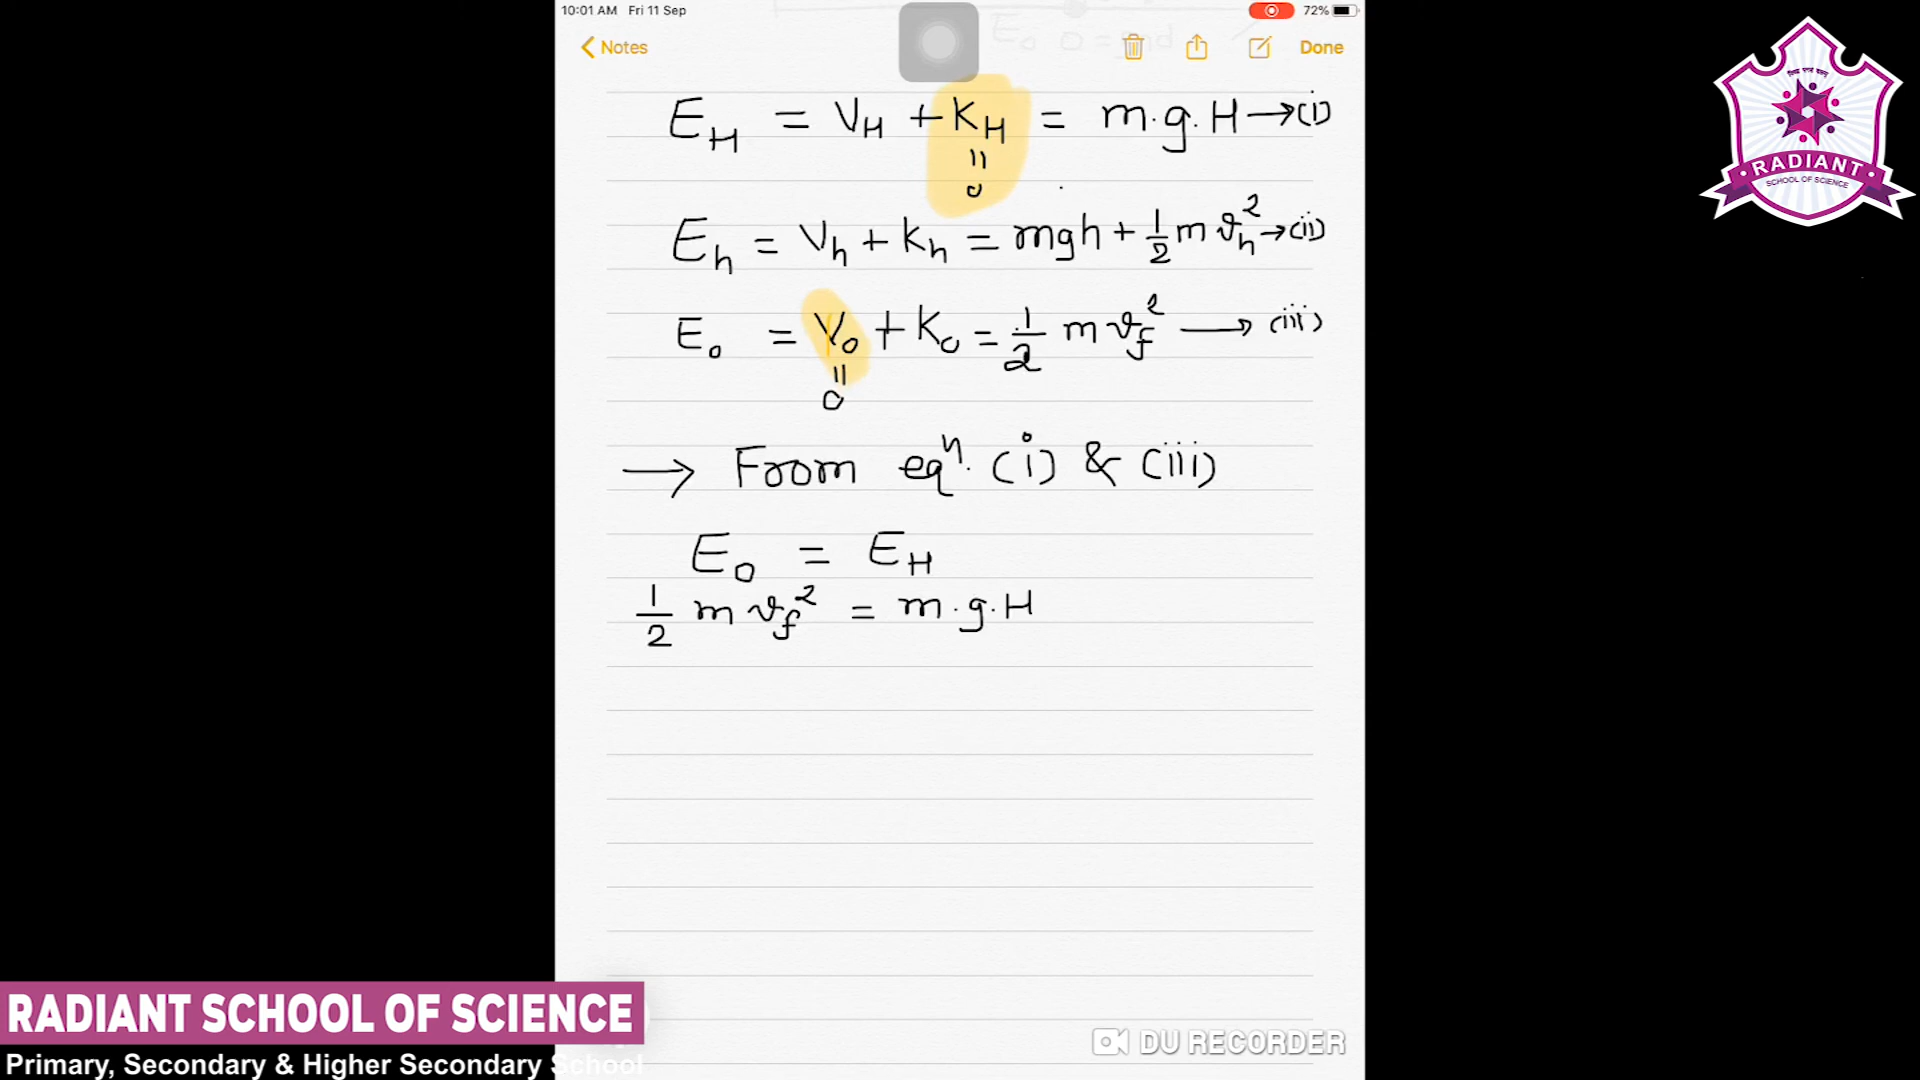 10:01 AM Fri 11 Sep 72%
Notes Done
E_H = V_H + K_H = m.g.H → (i)
"
0
E_h = V_h + K_h = mgh + 1/2 m v_h^2 → (ii)
E_0 = V_0 + K_0 = 1/2 m v_f^2 → (iii)
"
0
→ From eq^n. (i) & (iii)
E_0 = E_H
1/2 m v_f^2 = m.g.H
RADIANT
SCHOOL OF SCIENCE
RADIANT SCHOOL OF SCIENCE
Primary, Secondary & Higher Secondary School
DU RECORDER